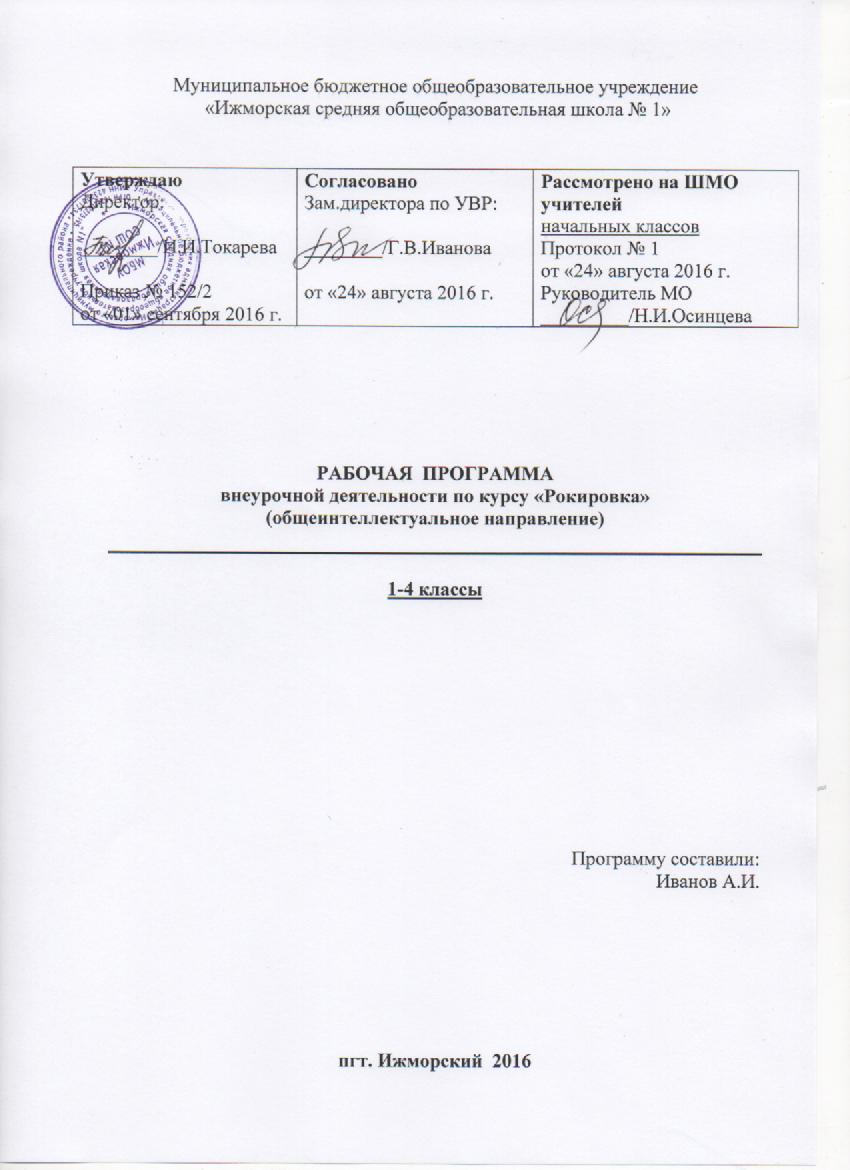 Муниципальное бюджетное общеобразовательное учреждение
«Ижморская средняя общеобразовательная школа № 1»
Утверждаю
Директор:
/И.И.Токарева
Приказ № 152/2
от «01» сентября 2016 г.
Согласовано
Зам.директора по УВР:
/Г.В.Иванова
от «24» августа 2016 г.
Рассмотрено на ШМО
учителей
начальных классов
Протокол № 1
от «24» августа 2016 г.
Руководитель МО
/Н.И.Осинцева
РАБОЧАЯ ПРОГРАММА
внеурочной деятельности по курсу «Рокировка»
(общеинтеллектуальное направление)
1-4 классы
Программу составили:
Иванов А.И.
пгт. Ижморский 2016